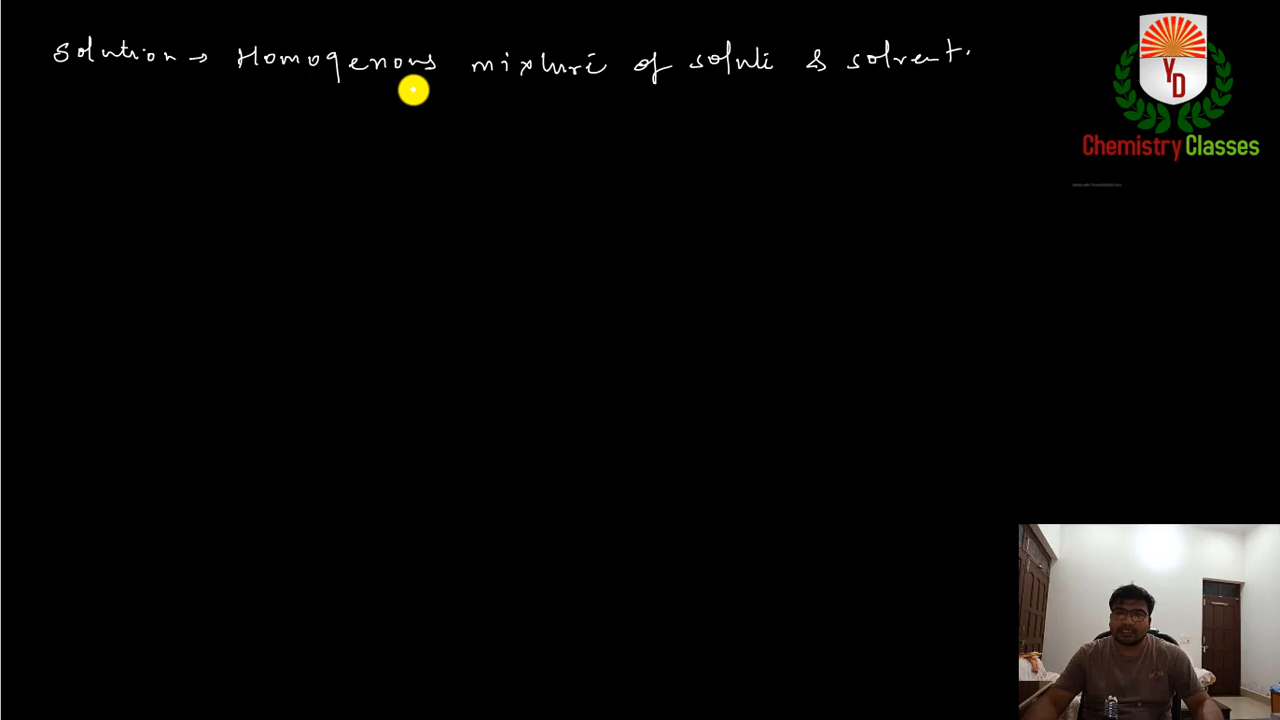 Solution → Homogenous mixture of solute & solvent.
YD
Chemistry Classes